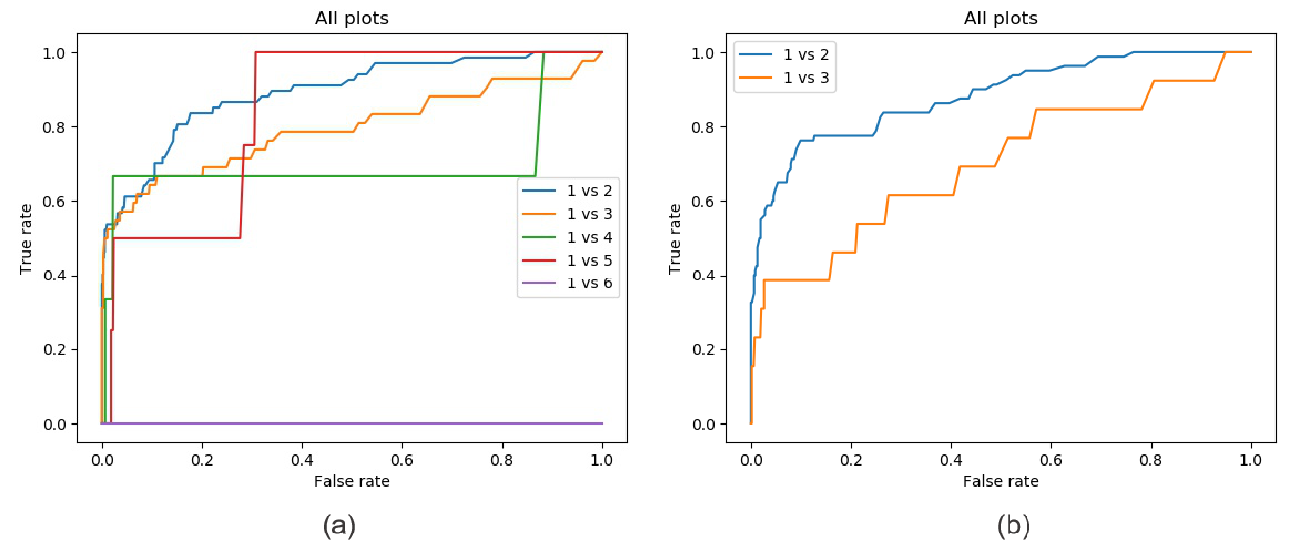 All plots
1.0
0.8
0.6
0.4
0.2
0.0
True rate
1 vs 2
1 vs 3
1 vs 4
1 vs 5
1 vs 6
0.0 0.2 0.4 0.6 0.8 1.0
False rate
(a)
All plots
1 vs 2
1 vs 3
1.0
0.8
0.6
0.4
0.2
0.0
True rate
0.0 0.2 0.4 0.6 0.8 1.0
False rate
(b)